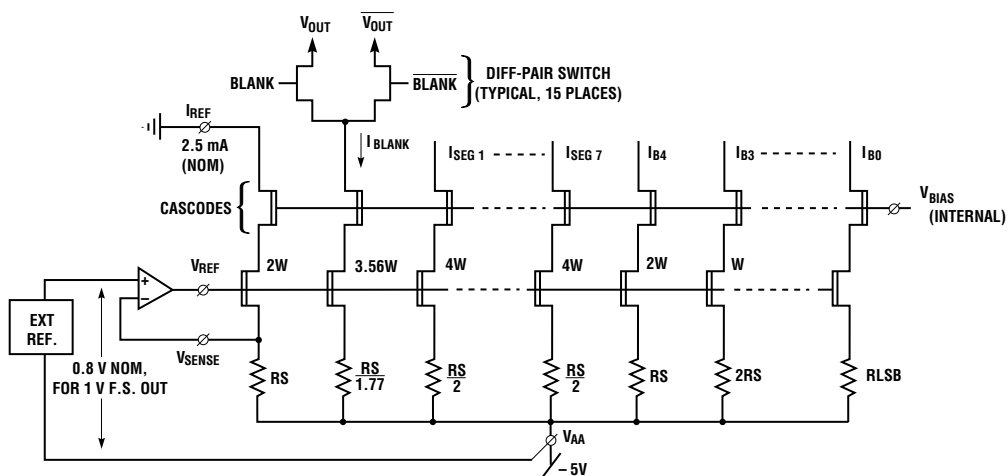 VOUT
V̅O̅U̅T̅
BLANK
B̅L̅A̅N̅K̅
DIFF-PAIR SWITCH
(TYPICAL, 15 PLACES)
IREF
2.5 mA
(NOM)
I BLANK
ISEG 1
ISEG 7
IB4
IB3
IB0
CASCODES
VBIAS
(INTERNAL)
VREF
2W
3.56W
4W
4W
2W
W
+
−
EXT
REF.
VSENSE
0.8 V NOM,
FOR 1 V F.S. OUT
RS
RS
1.77
RS
2
RS
2
RS
2RS
RLSB
VAA
– 5V